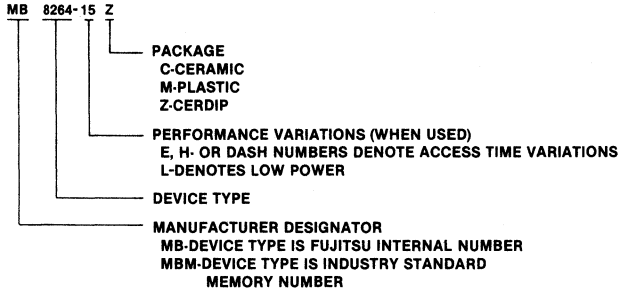 MB 8264-15 Z
PACKAGE
C-CERAMIC
M-PLASTIC
Z-CERDIP
PERFORMANCE VARIATIONS (WHEN USED)
E, H- OR DASH NUMBERS DENOTE ACCESS TIME VARIATIONS
L-DENOTES LOW POWER
DEVICE TYPE
MANUFACTURER DESIGNATOR
MB-DEVICE TYPE IS FUJITSU INTERNAL NUMBER
MBM-DEVICE TYPE IS INDUSTRY STANDARD
MEMORY NUMBER